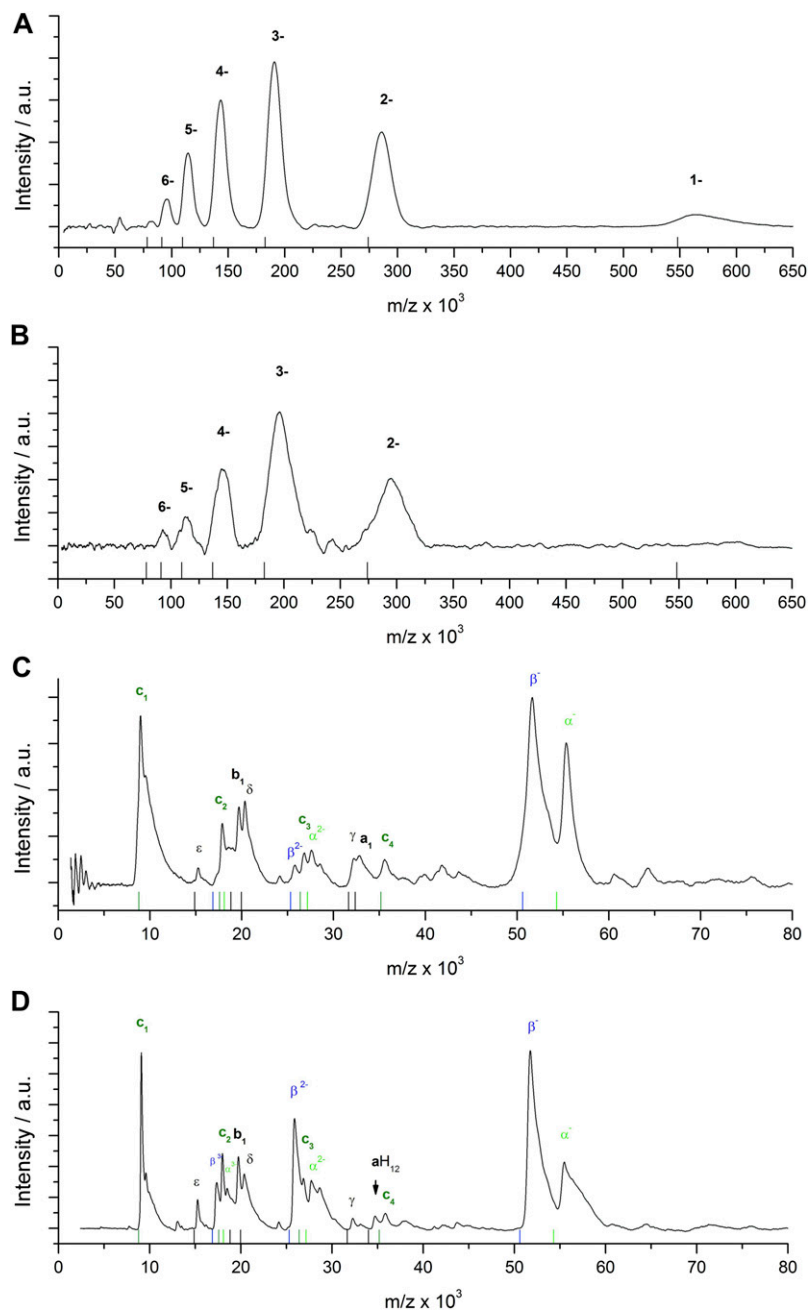 A
Intensity / a.u.
6-
5-
4-
3-
2-
1-
0 50 100 150 200 250 300 350 400 450 500 550 600 650
m/z x 10³
B
Intensity / a.u.
6-
5-
4-
3-
2-
0 50 100 150 200 250 300 350 400 450 500 550 600 650
m/z x 10³
C
Intensity / a.u.
c₁
ε
c₂
b₁
δ
β²⁻
c₃
α²⁻
γ
a₁
c₄
β⁻
α⁻
0 10 20 30 40 50 60 70 80
m/z x 10³
D
Intensity / a.u.
c₁
ε
β³
c₂
α³
b₁
δ
β²⁻
c₃
α²⁻
γ
aH₁₂
c₄
β⁻
α⁻
0 10 20 30 40 50 60 70 80
m/z x 10³